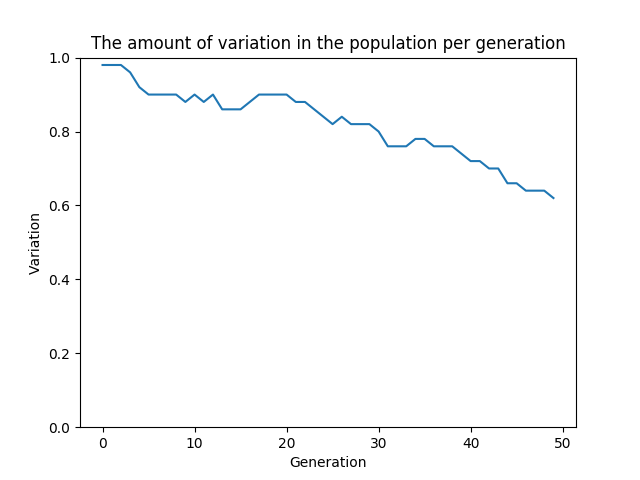 The amount of variation in the population per generation
1.0
0.8
0.6
0.4
0.2
0.0
Variation
0 10 20 30 40 50
Generation